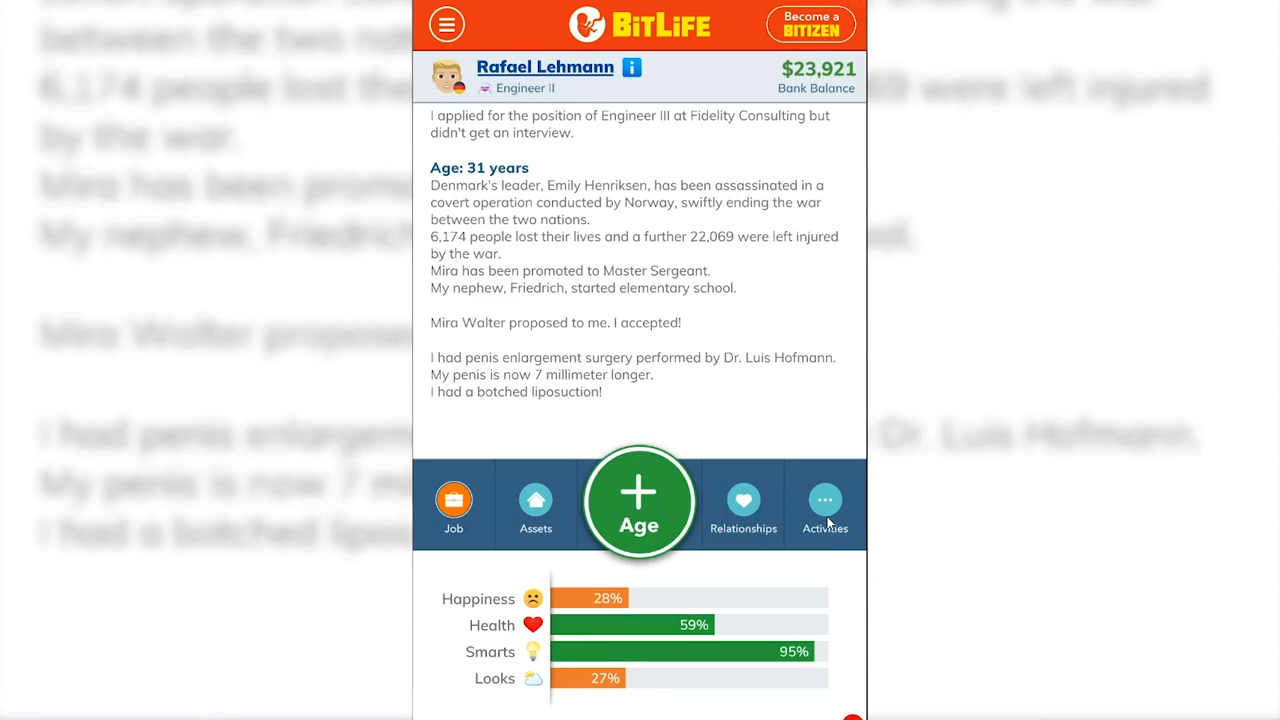 BitLife
Become a
BITIZEN
Rafael Lehmann
$23,921
Engineer II
Bank Balance
I applied for the position of Engineer III at Fidelity Consulting but
didn't get an interview.
Age: 31 years
Denmark's leader, Emily Henriksen, has been assassinated in a
covert operation conducted by Norway, swiftly ending the war
between the two nations.
6,174 people lost their lives and a further 22,069 were left injured
by the war.
Mira has been promoted to Master Sergeant.
My nephew, Friedrich, started elementary school.
Mira Walter proposed to me. I accepted!
I had penis enlargement surgery performed by Dr. Luis Hofmann.
My penis is now 7 millimeter longer.
I had a botched liposuction!
Job
Assets
+
Age
Relationships
Activities
Happiness 28%
Health 59%
Smarts 95%
Looks 27%